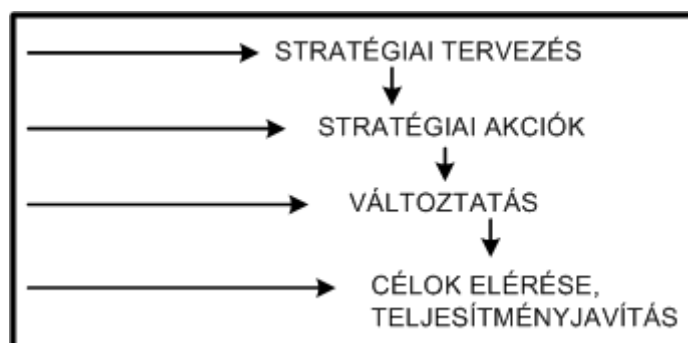 STRATÉGIAI TERVEZÉS
STRATÉGIAI AKCIÓK
VÁLTOZTATÁS
CÉLOK ELÉRÉSE,
TELJESÍTMÉNYJAVÍTÁS